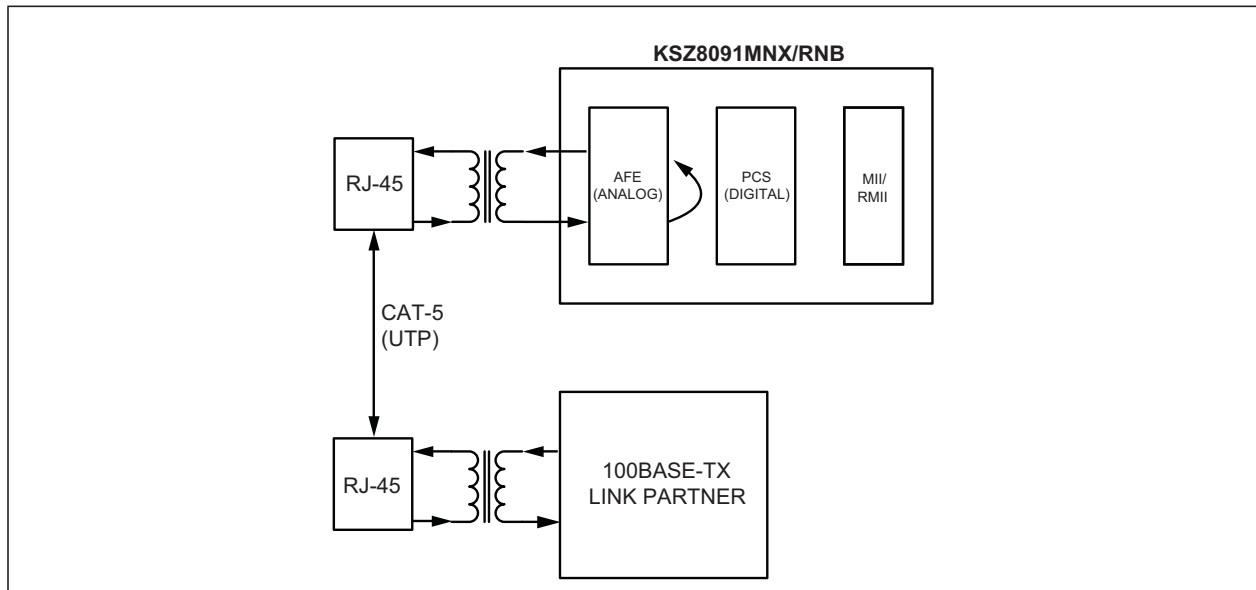 KSZ8091MNX/RNB
RJ-45
AFE
(ANALOG)
PCS
(DIGITAL)
MII/
RMII
CAT-5
(UTP)
RJ-45
100BASE-TX
LINK PARTNER